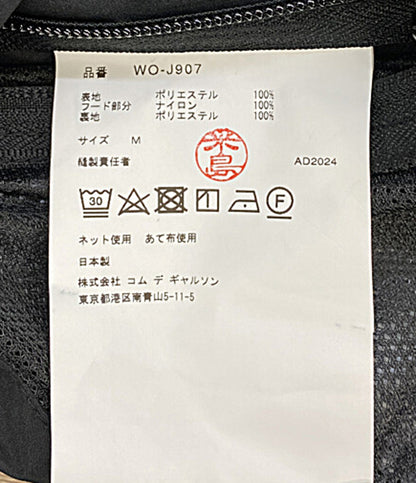 品番 WO-J907
表地 ポリエステル 100%
フード部分 ナイロン 100%
裏地 ポリエステル 100%
サイズ M
縫製責任者 糸島 AD2024
30 F
ネット使用 あて布使用
日本製
株式会社 コム デ ギャルソン
東京都港区南青山5-11-5